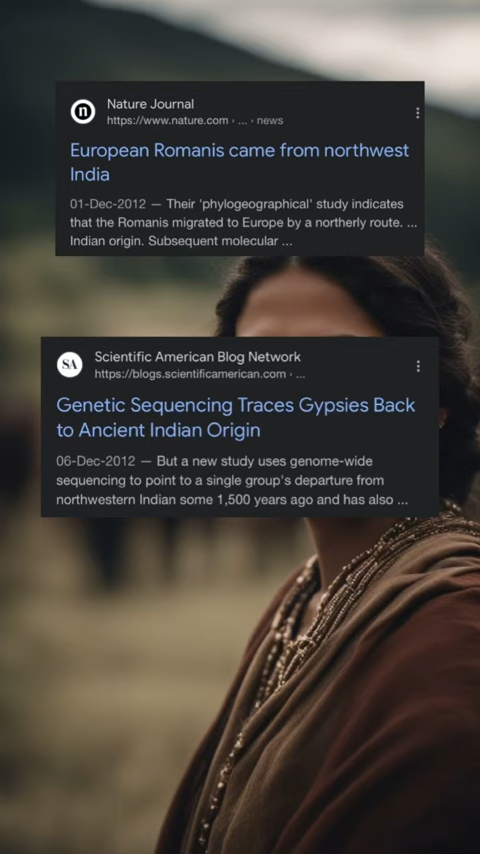 Nature Journal
https://www.nature.com › ... › news
European Romanis came from northwest
India
01-Dec-2012 — Their 'phylogeographical' study indicates
that the Romanis migrated to Europe by a northerly route. ...
Indian origin. Subsequent molecular ...
SA
Scientific American Blog Network
https://blogs.scientificamerican.com › ...
Genetic Sequencing Traces Gypsies Back
to Ancient Indian Origin
06-Dec-2012 — But a new study uses genome-wide
sequencing to point to a single group's departure from
northwestern Indian some 1,500 years ago and has also ...